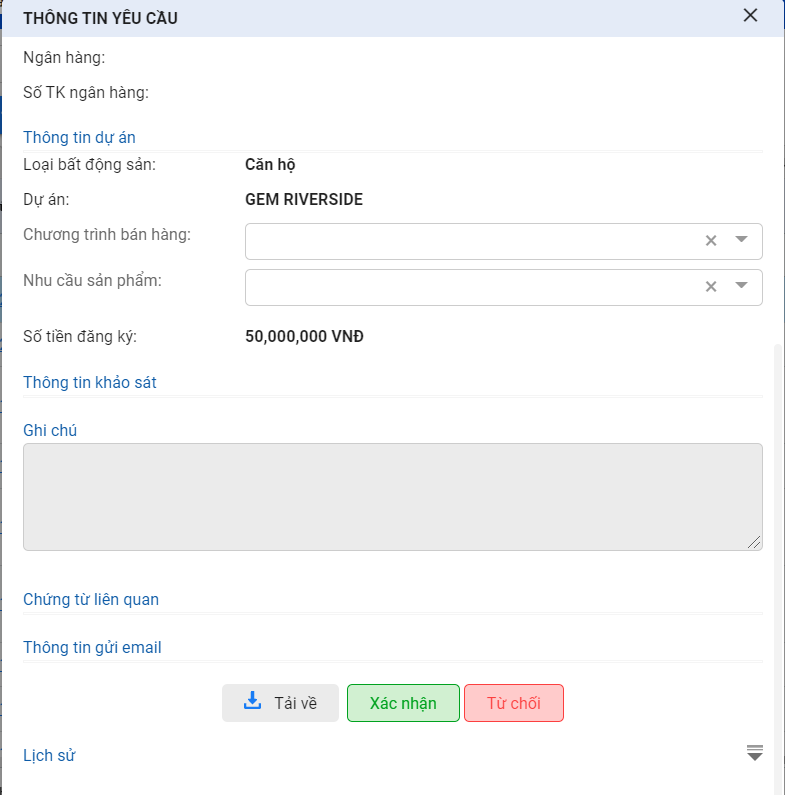 THÔNG TIN YÊU CẦU
Ngân hàng:
Số TK ngân hàng:
Thông tin dự án
Loại bất động sản: Căn hộ
Dự án: GEM RIVERSIDE
Chương trình bán hàng:
Nhu cầu sản phẩm:
Số tiền đăng ký: 50,000,000 VNĐ
Thông tin khảo sát
Ghi chú
Chứng từ liên quan
Thông tin gửi email
Tải về Xác nhận Từ chối
Lịch sử